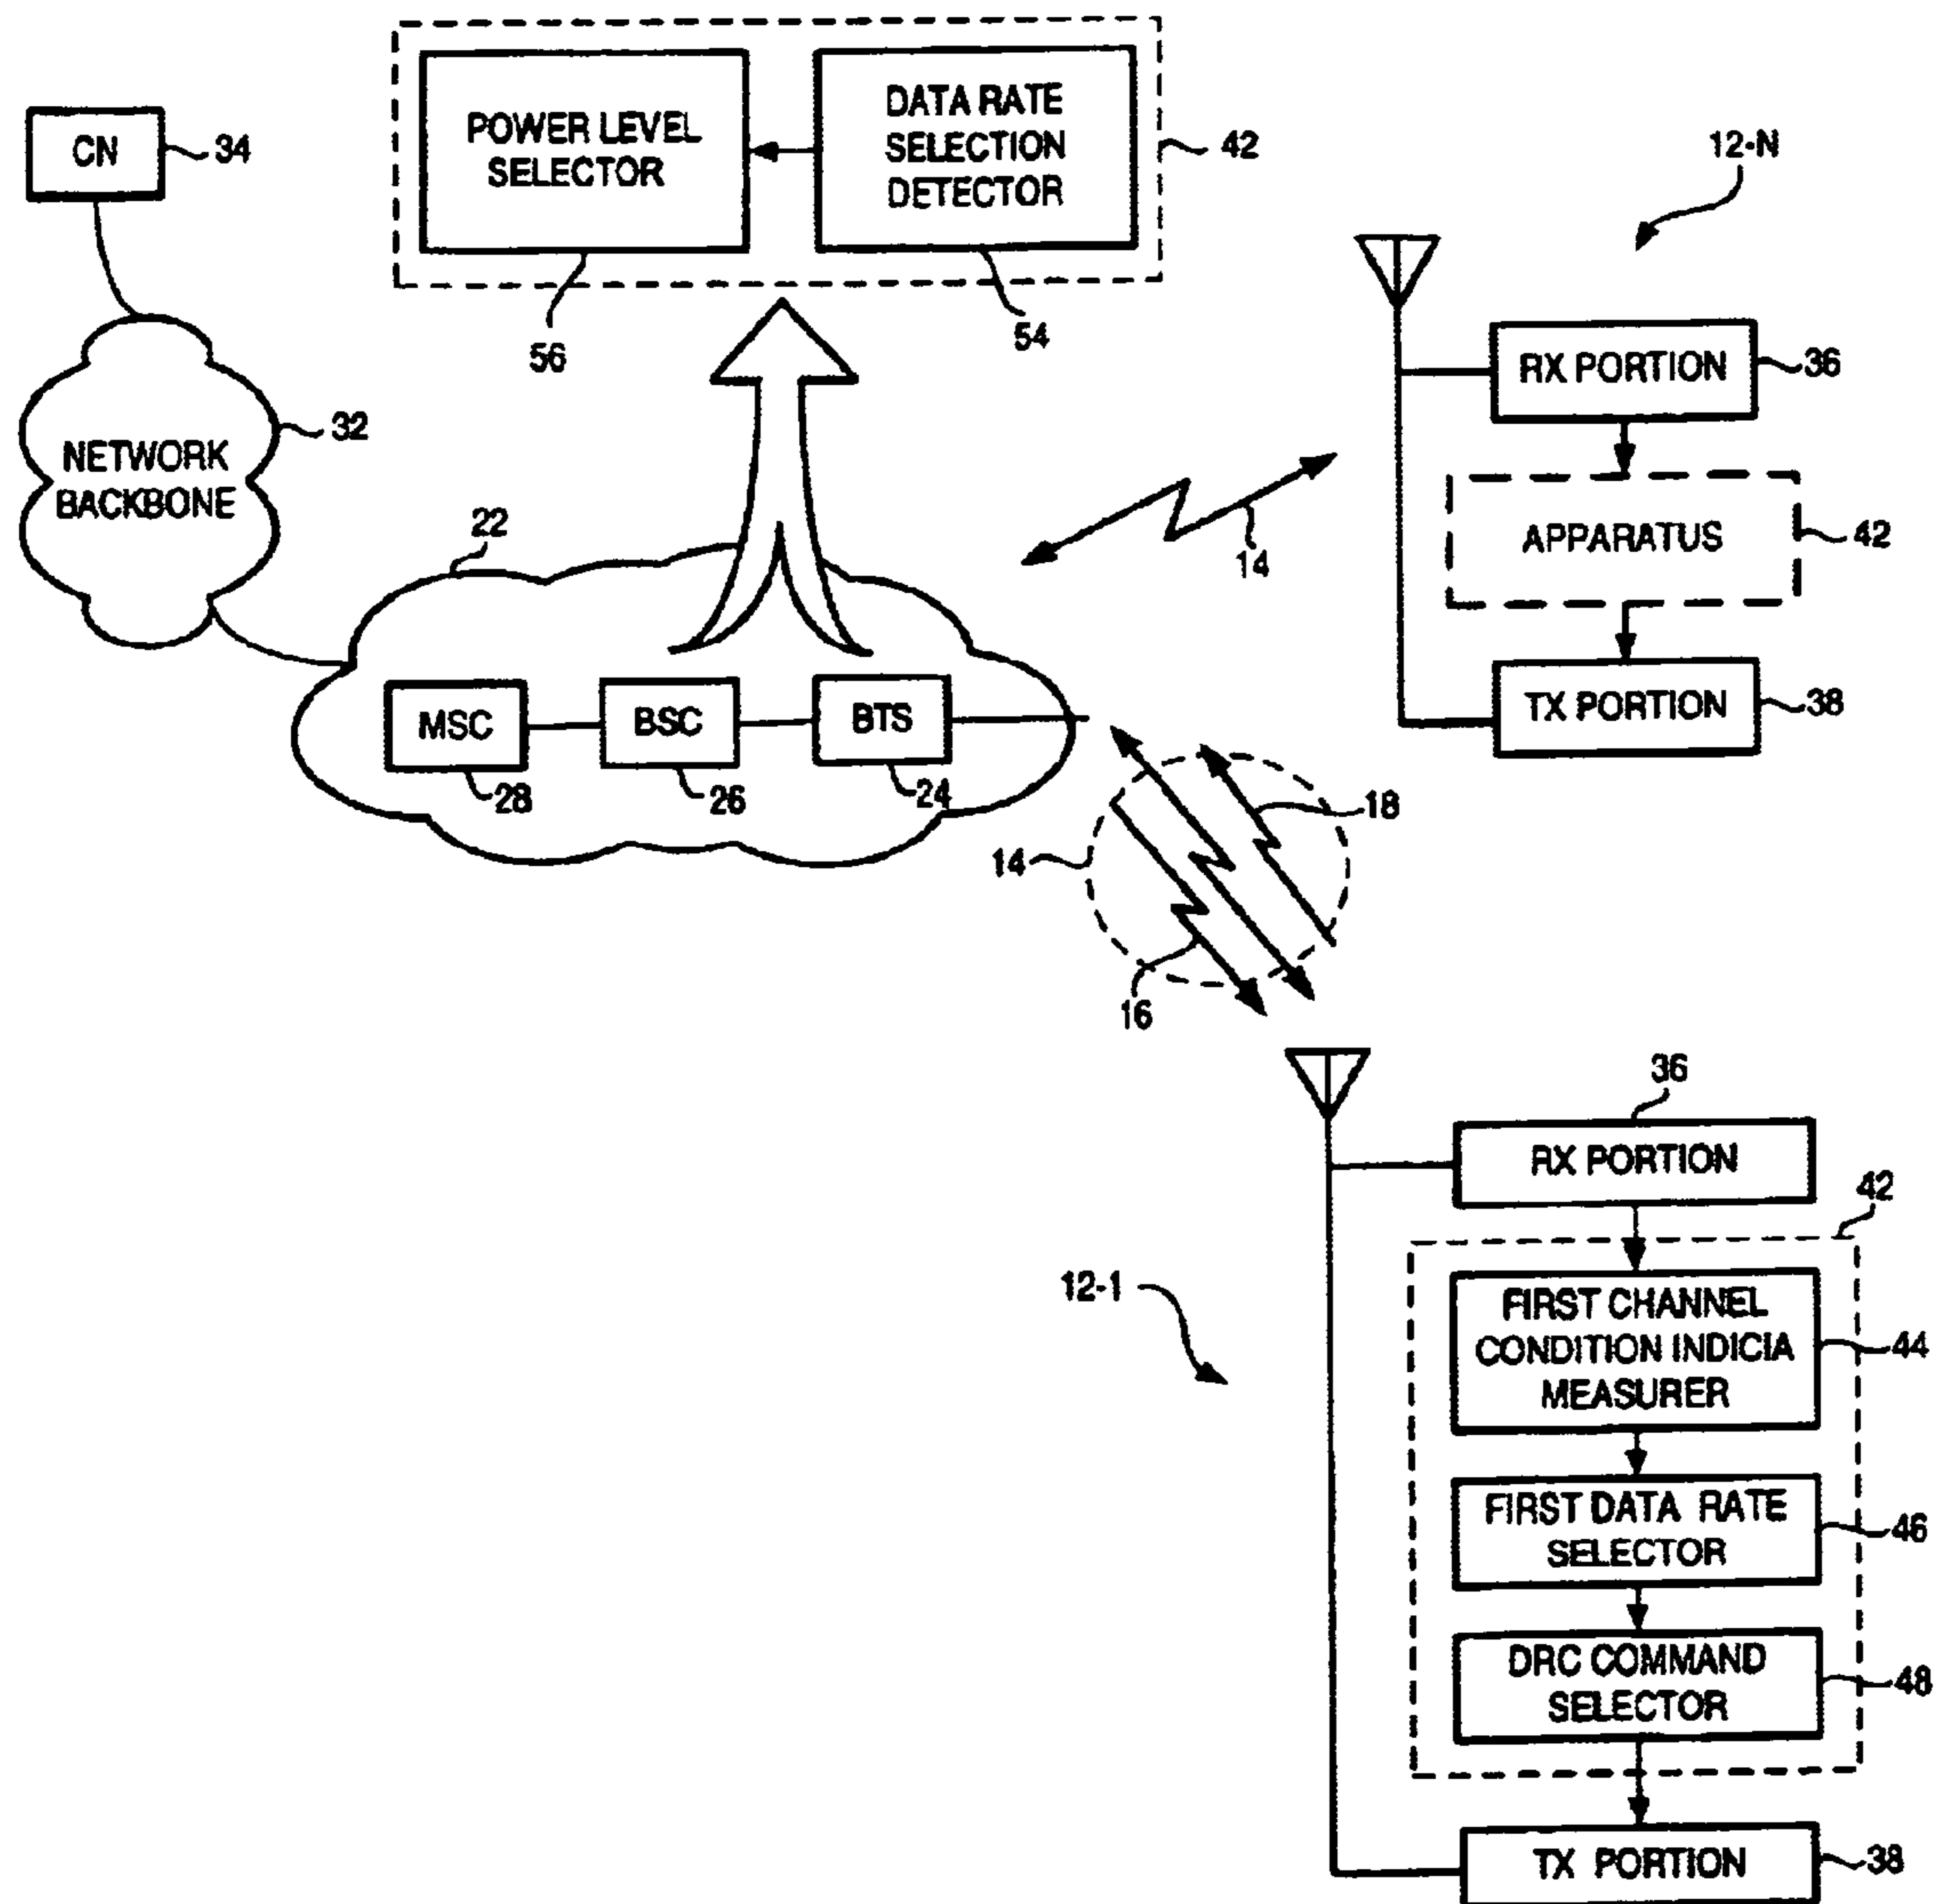 CN
34
POWER LEVEL
SELECTOR
DATA RATE
SELECTION
DETECTOR
42
56
54
12-N
NETWORK
BACKBONE
32
RX PORTION
36
APPARATUS
42
TX PORTION
38
14
22
MSC
28
BSC
26
BTS
24
14
18
16
36
RX PORTION
42
12-1
FIRST CHANNEL
CONDITION INDICIA
MEASURER
44
FIRST DATA RATE
SELECTOR
46
DRC COMMAND
SELECTOR
48
TX PORTION
38